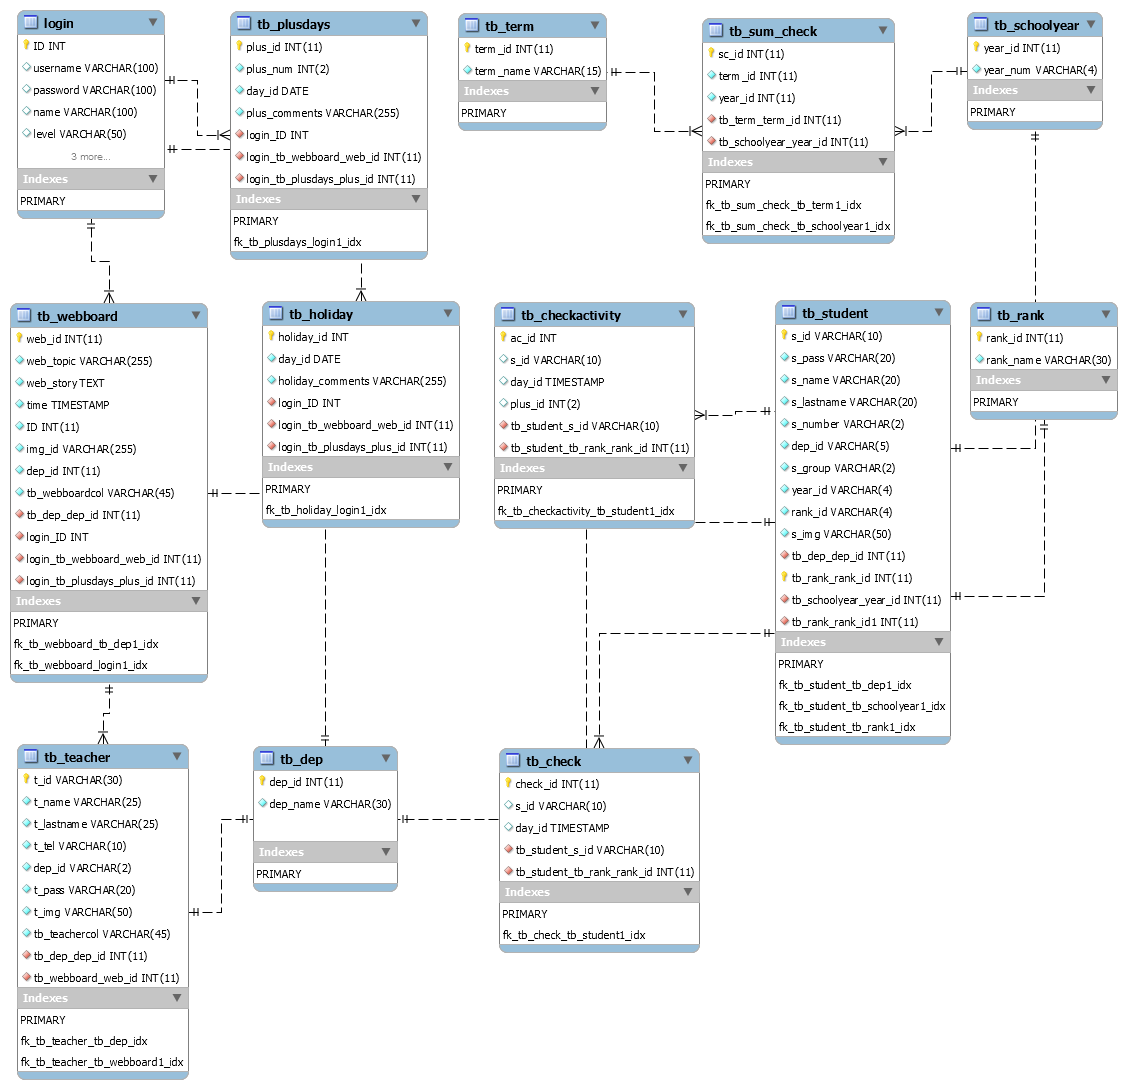 login
ID INT
username VARCHAR(100)
password VARCHAR(100)
name VARCHAR(100)
level VARCHAR(50)
3 more...
Indexes
PRIMARY
tb_plusdays
plus_id INT(11)
plus_num INT(2)
day_id DATE
plus_comments VARCHAR(255)
login_ID INT
login_tb_webboard_web_id INT(11)
login_tb_plusdays_plus_id INT(11)
Indexes
PRIMARY
fk_tb_plusdays_login1_idx
tb_term
term_id INT(11)
term_name VARCHAR(15)
Indexes
PRIMARY
tb_sum_check
sc_id INT(11)
term_id INT(11)
year_id INT(11)
tb_term_term_id INT(11)
tb_schoolyear_year_id INT(11)
Indexes
PRIMARY
fk_tb_sum_check_tb_term1_idx
fk_tb_sum_check_tb_schoolyear1_idx
tb_schoolyear
year_id INT(11)
year_num VARCHAR(4)
Indexes
PRIMARY
tb_webboard
web_id INT(11)
web_topic VARCHAR(255)
web_story TEXT
time TIMESTAMP
ID INT(11)
img_id VARCHAR(255)
dep_id INT(11)
tb_webboardcol VARCHAR(45)
tb_dep_dep_id INT(11)
login_ID INT
login_tb_webboard_web_id INT(11)
login_tb_plusdays_plus_id INT(11)
Indexes
PRIMARY
fk_tb_webboard_tb_dep1_idx
fk_tb_webboard_login1_idx
tb_holiday
holiday_id INT(11)
day_id DATE
holiday_comments VARCHAR(255)
login_ID INT
login_tb_webboard_web_id INT(11)
login_tb_plusdays_plus_id INT(11)
Indexes
PRIMARY
fk_tb_holiday_login1_idx
tb_checkactivity
ac_id INT
s_id VARCHAR(10)
day_id TIMESTAMP
plus_id INT(2)
tb_student_s_id VARCHAR(10)
tb_student_tb_rank_rank_id INT(11)
Indexes
PRIMARY
fk_tb_checkactivity_tb_student1_idx
tb_student
s_id VARCHAR(10)
s_pass VARCHAR(20)
s_name VARCHAR(20)
s_lastname VARCHAR(20)
s_number VARCHAR(2)
dep_id VARCHAR(5)
s_group VARCHAR(2)
year_id VARCHAR(4)
rank_id VARCHAR(4)
s_img VARCHAR(50)
tb_dep_dep_id INT(11)
tb_rank_rank_id INT(11)
tb_schoolyear_year_id INT(11)
tb_rank_rank_id1 INT(11)
Indexes
PRIMARY
fk_tb_student_tb_dep1_idx
fk_tb_student_tb_schoolyear1_idx
fk_tb_student_tb_rank1_idx
tb_rank
rank_id INT(11)
rank_name VARCHAR(30)
Indexes
PRIMARY
tb_teacher
t_id VARCHAR(30)
t_name VARCHAR(25)
t_lastname VARCHAR(25)
t_tel VARCHAR(10)
dep_id VARCHAR(2)
t_pass VARCHAR(20)
t_img VARCHAR(50)
tb_teachercol VARCHAR(45)
tb_dep_dep_id INT(11)
tb_webboard_web_id INT(11)
Indexes
PRIMARY
fk_tb_teacher_tb_dep_idx
fk_tb_teacher_tb_webboard1_idx
tb_dep
dep_id INT(11)
dep_name VARCHAR(30)
Indexes
PRIMARY
tb_check
check_id INT(11)
s_id VARCHAR(10)
day_id TIMESTAMP
tb_student_s_id VARCHAR(10)
tb_student_tb_rank_rank_id INT(11)
Indexes
PRIMARY
fk_tb_check_tb_student1_idx